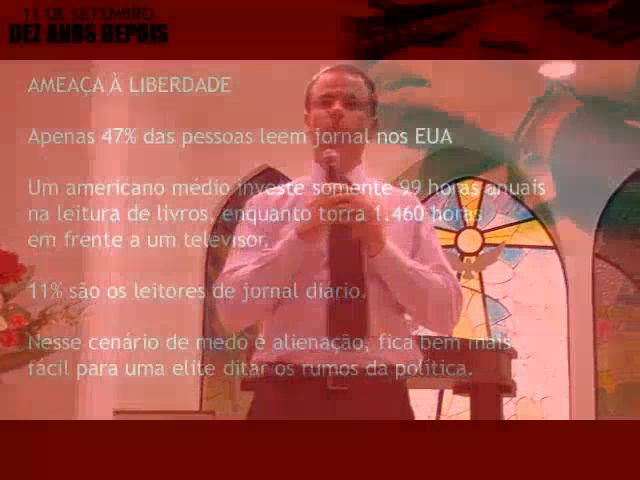 11 DE SETEMBRO
DEZ ANOS DEPOIS
AMEAÇA À LIBERDADE
Apenas 47% das pessoas leem jornal nos EUA
Um americano médio investe somente 99 horas anuais
na leitura de livros, enquanto torra 1.460 horas
em frente a um televisor.
11% são os leitores de jornal diário.
Nesse cenário de medo e alienação, fica bem mais
fácil para uma elite ditar os rumos da política.